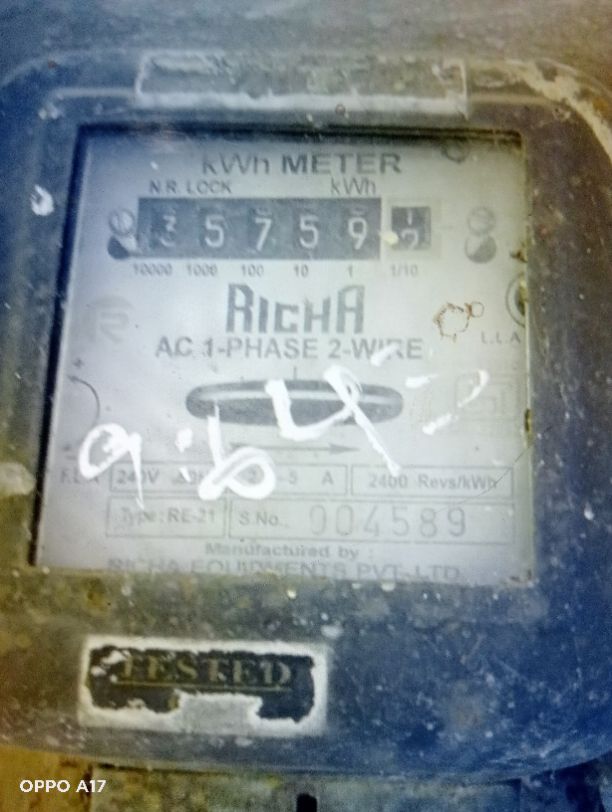 kWh METER
N.R. LOCK kWh
35759
10000 1000 100 10 1 1/10
RICHA
AC 1-PHASE 2-WIRE
L.L.A
240V A 2400 Revs/kWh
Type: RE-21 S.No. 004589
Manufactured by :
RICHA EQUIPMENTS PVT. LTD.
TESTED
OPPO A17